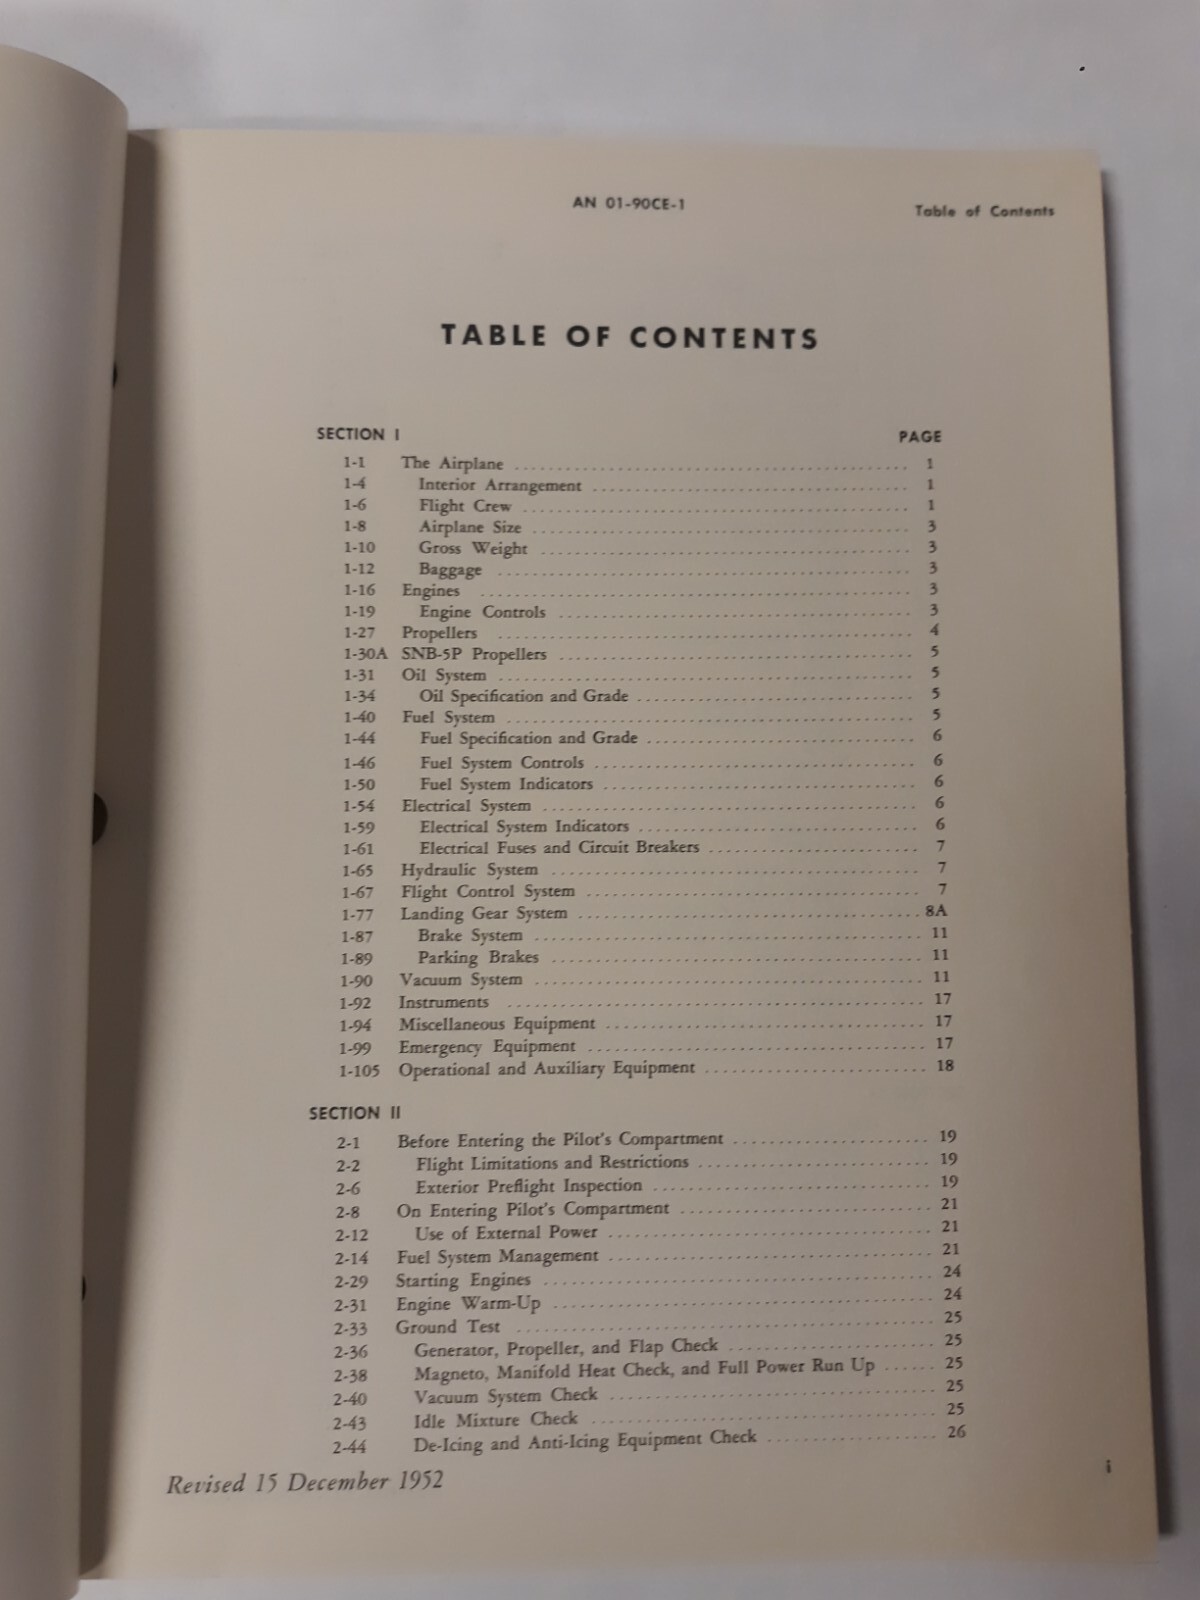 AN 01-90CE-1
Table of Contents
TABLE OF CONTENTS
SECTION I PAGE
1-1 The Airplane 1
1-4 Interior Arrangement 1
1-6 Flight Crew 1
1-8 Airplane Size 3
1-10 Gross Weight 3
1-12 Baggage 3
1-16 Engines 3
1-19 Engine Controls 3
1-27 Propellers 4
1-30A SNB-5P Propellers 5
1-31 Oil System 5
1-34 Oil Specification and Grade 5
1-40 Fuel System 5
1-44 Fuel Specification and Grade 6
1-46 Fuel System Controls 6
1-50 Fuel System Indicators 6
1-54 Electrical System 6
1-59 Electrical System Indicators 6
1-61 Electrical Fuses and Circuit Breakers 7
1-65 Hydraulic System 7
1-67 Flight Control System 7
1-77 Landing Gear System 8A
1-87 Brake System 11
1-89 Parking Brakes 11
1-90 Vacuum System 11
1-92 Instruments 17
1-94 Miscellaneous Equipment 17
1-99 Emergency Equipment 17
1-105 Operational and Auxiliary Equipment 18
SECTION II
2-1 Before Entering the Pilot's Compartment 19
2-2 Flight Limitations and Restrictions 19
2-6 Exterior Preflight Inspection 19
2-8 On Entering Pilot's Compartment 21
2-12 Use of External Power 21
2-14 Fuel System Management 21
2-29 Starting Engines 24
2-31 Engine Warm-Up 24
2-33 Ground Test 25
2-36 Generator, Propeller, and Flap Check 25
2-38 Magneto, Manifold Heat Check, and Full Power Run Up 25
2-40 Vacuum System Check 25
2-43 Idle Mixture Check 25
2-44 De-Icing and Anti-Icing Equipment Check 26
Revised 15 December 1952
i